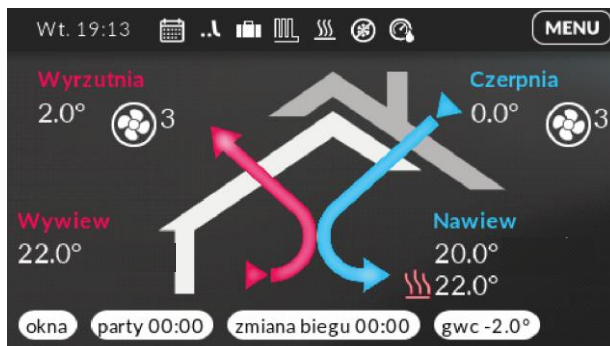 Wt. 19:13 MENU
Wyrzutnia Czerpnia
2.0° 3 0.0° 3
Wywiew Nawiew
22.0° 20.0°
22.0°
okna party 00:00 zmiana biegu 00:00 gwc -2.0°